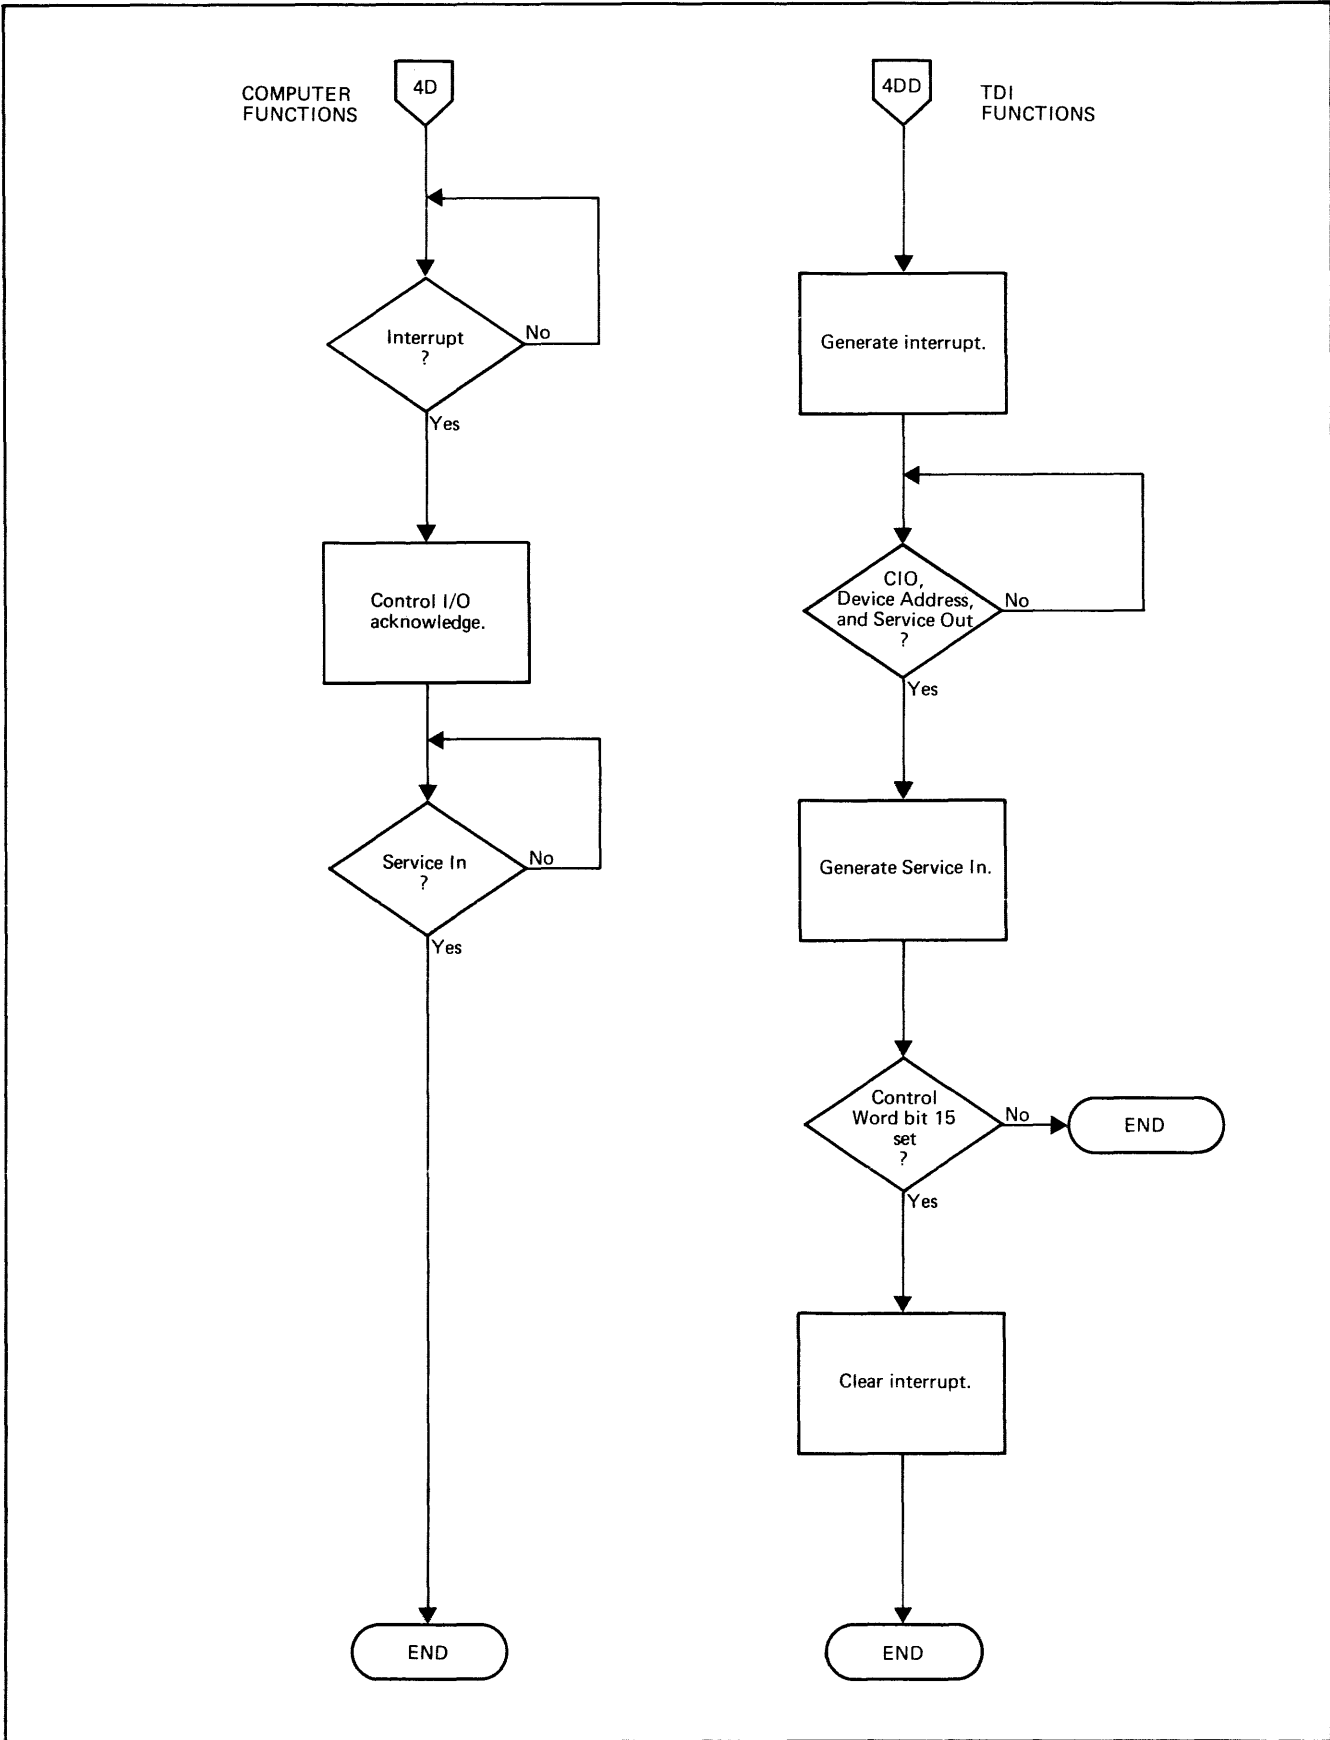 COMPUTER
FUNCTIONS
4D
Interrupt
?
No
Yes
Control I/O
acknowledge.
Service In
?
No
Yes
END
4DD
TDI
FUNCTIONS
Generate interrupt.
CIO,
Device Address,
and Service Out
?
No
Yes
Generate Service In.
Control
Word bit 15
set
?
No
END
Yes
Clear interrupt.
END